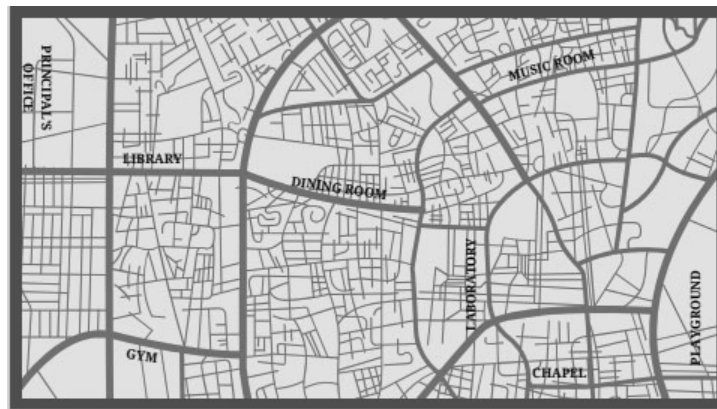 PRINCIPAL'S
OFFICE
MUSIC ROOM
LIBRARY
DINING ROOM
LABORATORY
PLAYGROUND
GYM
CHAPEL